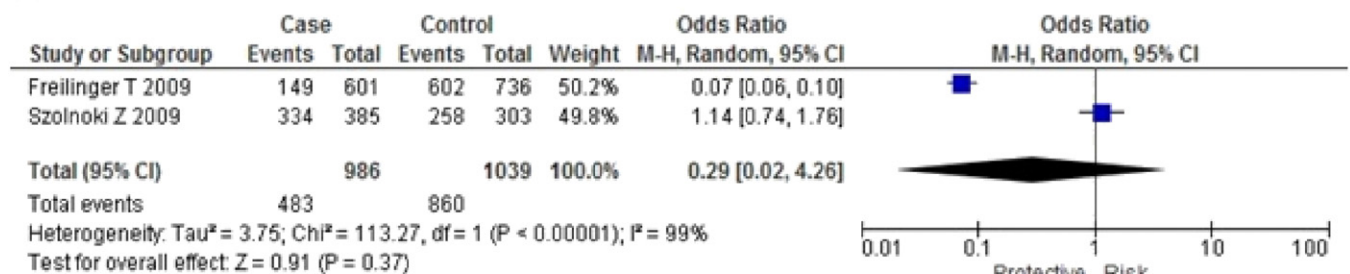 Case Control Odds Ratio Odds Ratio
Study or Subgroup Events Total Events Total Weight M-H, Random, 95% CI M-H, Random, 95% CI
Freilinger T 2009 149 601 602 736 50.2% 0.07 [0.06, 0.10]
Szolnoki Z 2009 334 385 258 303 49.8% 1.14 [0.74, 1.76]
Total (95% CI) 986 1039 100.0% 0.29 [0.02, 4.26]
Total events 483 860
Heterogeneity: Tau² = 3.75; Chi² = 113.27, df = 1 (P < 0.00001); I² = 99%
Test for overall effect: Z = 0.91 (P = 0.37)
0.01 0.1 1 10 100
Protective Risk